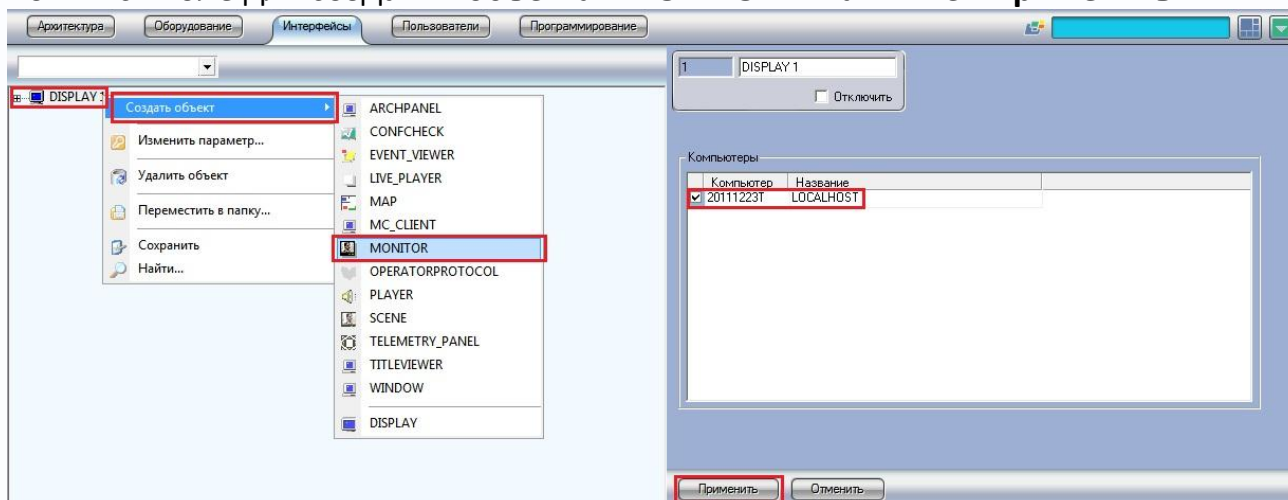 Архитектура Оборудование Интерфейсы Пользователи Программирование
DISPLAY 1
Создать объект
Изменить параметр...
Удалить объект
Переместить в папку...
Сохранить
Найти...
ARCHPANEL
CONFCHECK
EVENT_VIEWER
LIVE_PLAYER
MAP
MC_CLIENT
MONITOR
OPERATORPROTOCOL
PLAYER
SCENE
TELEMETRY_PANEL
TITLEVIEWER
WINDOW
DISPLAY
1 DISPLAY 1
Отключить
Компьютеры
Компьютер Название
20111223T LOCALHOST
Применить Отменить